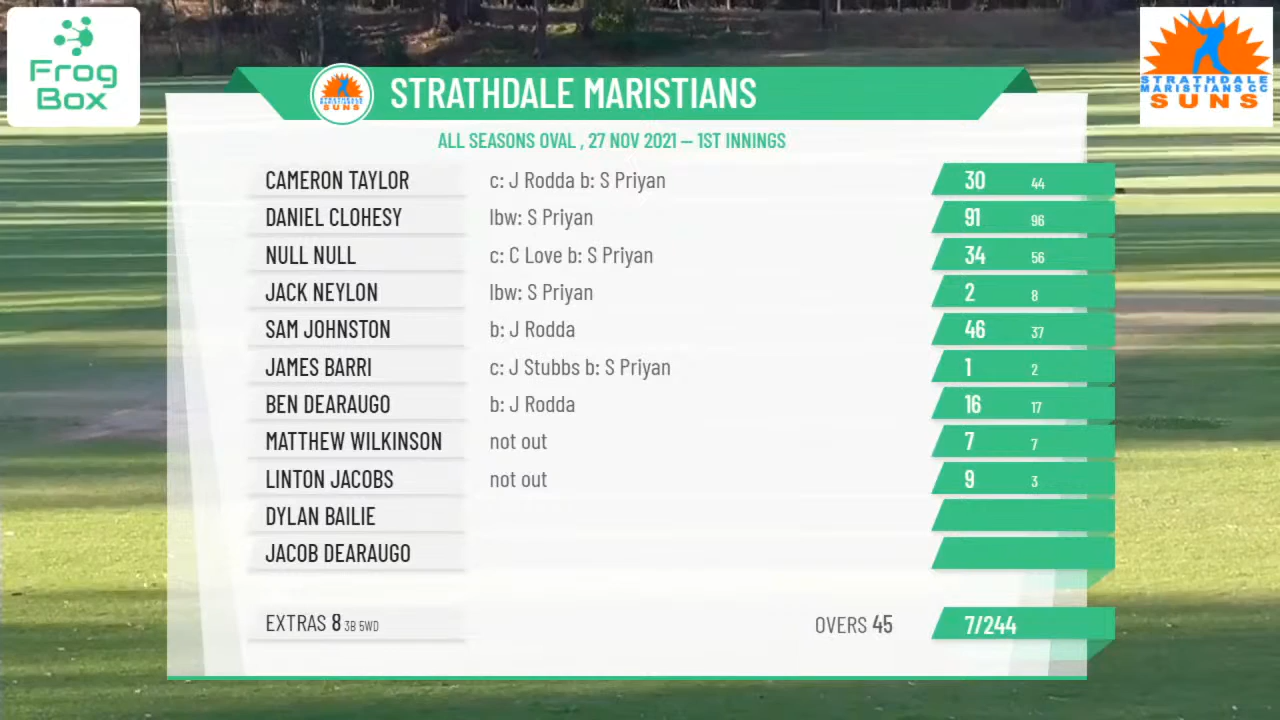 Frog
Box
STRATHDALE
MARISTIANS CC
SUNS
STRATHDALE MARISTIANS
ALL SEASONS OVAL , 27 NOV 2021 – 1ST INNINGS
CAMERON TAYLOR c: J Rodda b: S Priyan 30 44
DANIEL CLOHESY lbw: S Priyan 91 96
NULL NULL c: C Love b: S Priyan 34 56
JACK NEYLON lbw: S Priyan 2 8
SAM JOHNSTON b: J Rodda 46 37
JAMES BARRI c: J Stubbs b: S Priyan 1 2
BEN DEARAUGO b: J Rodda 16 17
MATTHEW WILKINSON not out 7 7
LINTON JACOBS not out 9 3
DYLAN BAILIE
JACOB DEARAUGO
EXTRAS 8 3B 5WD OVERS 45 7/244